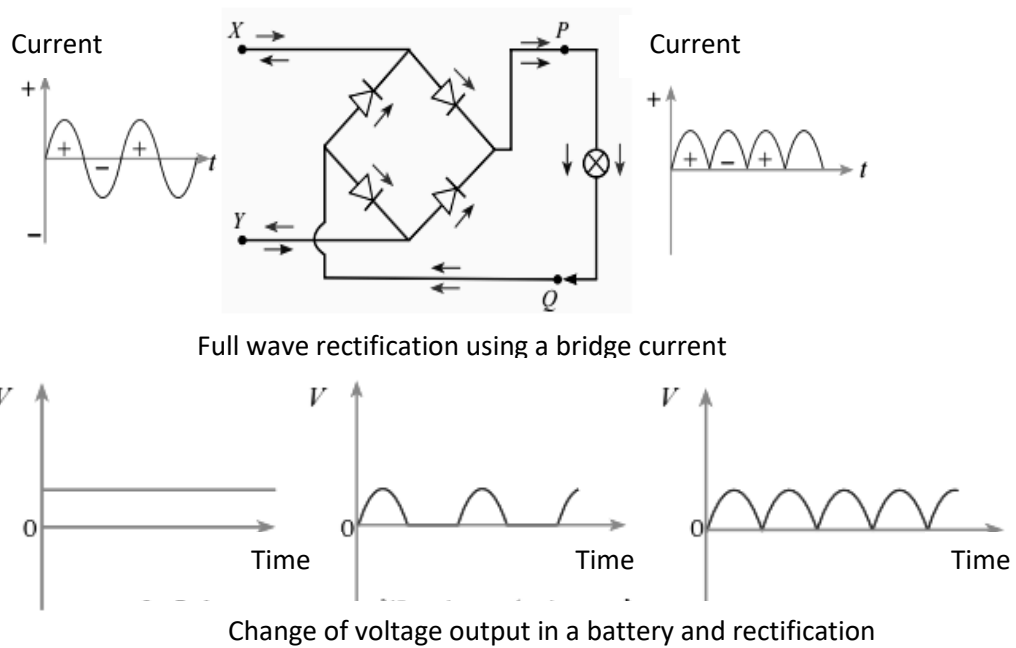 Current
X
P
Current
+
+
+
−
t
−
Y
Q
+
+
−
+
t
Full wave rectification using a bridge current
V
0
Time
V
0
Time
V
0
Time
Change of voltage output in a battery and rectification